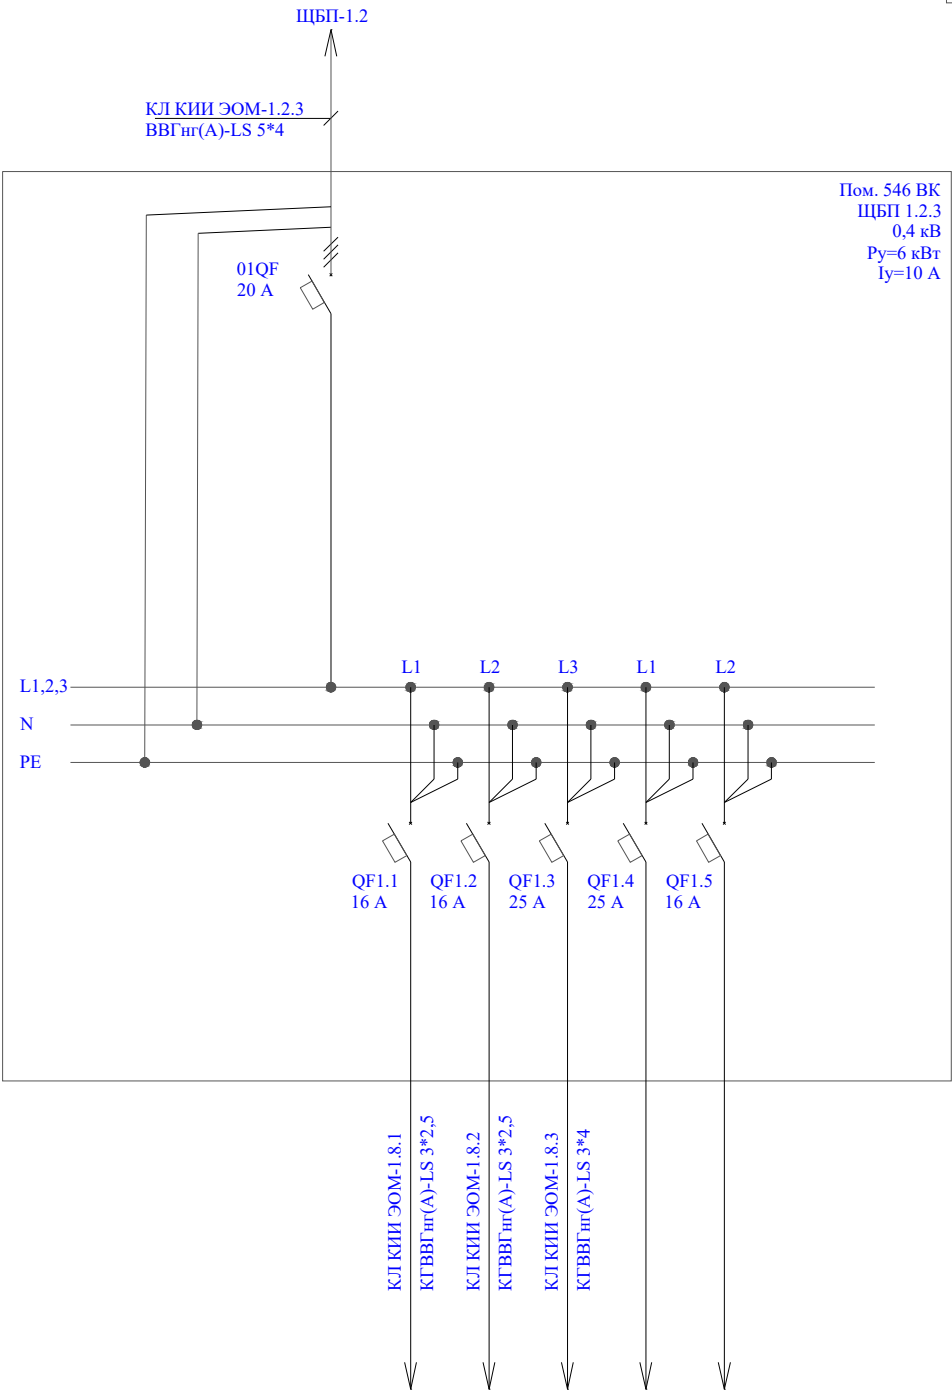 ЩБП-1.2
КЛ КИИ ЭОМ-1.2.3
ВВГнг(А)-LS 5*4
Пом. 546 ВК
ЩБП 1.2.3
0,4 кВ
Ру=6 кВт
Iу=10 А
01QF
20 А
L1
L2
L3
L1
L2
L1,2,3
N
PE
QF1.1
16 А
QF1.2
16 А
QF1.3
25 А
QF1.4
25 А
QF1.5
16 А
КЛ КИИ ЭОМ-1.8.1
КГВВГнг(А)-LS 3*2,5
КЛ КИИ ЭОМ-1.8.2
КГВВГнг(А)-LS 3*2,5
КЛ КИИ ЭОМ-1.8.3
КГВВГнг(А)-LS 3*4